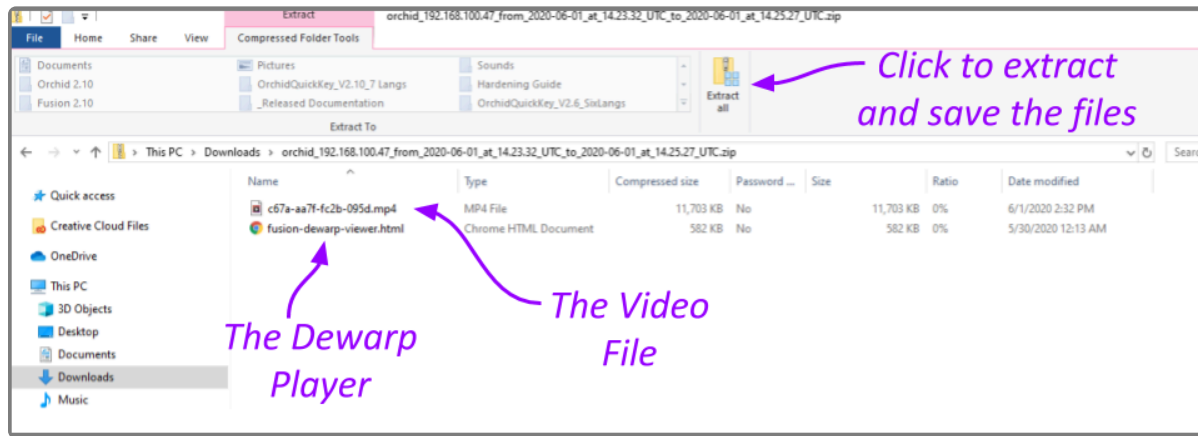 Extract orchid_192.168.100.47_from_2020-06-01_at_14.23.32_UTC_to_2020-06-01_at_14.25.27_UTC.zip
File Home Share View Compressed Folder Tools
Documents Pictures Sounds
Orchid 2.10 OrchidQuickKey_V2.10_7 Langs Hardening Guide
Fusion 2.10 _Released Documentation OrchidQuickKey_V2.6_SixLangs
Extract all
Extract To
Click to extract
and save the files
This PC > Downloads > orchid_192.168.100.47_from_2020-06-01_at_14.23.32_UTC_to_2020-06-01_at_14.25.27_UTC.zip
Name Type Compressed size Password ... Size Ratio Date modified
c67a-aa7f-fc2b-095d.mp4 MP4 File 11,703 KB No 11,703 KB 0% 6/1/2020 2:32 PM
fusion-dewarp-viewer.html Chrome HTML Document 582 KB No 582 KB 0% 5/30/2020 12:13 AM
Quick access
Creative Cloud Files
OneDrive
This PC
3D Objects
Desktop
Documents
Downloads
Music
The Dewarp
Player
The Video
File